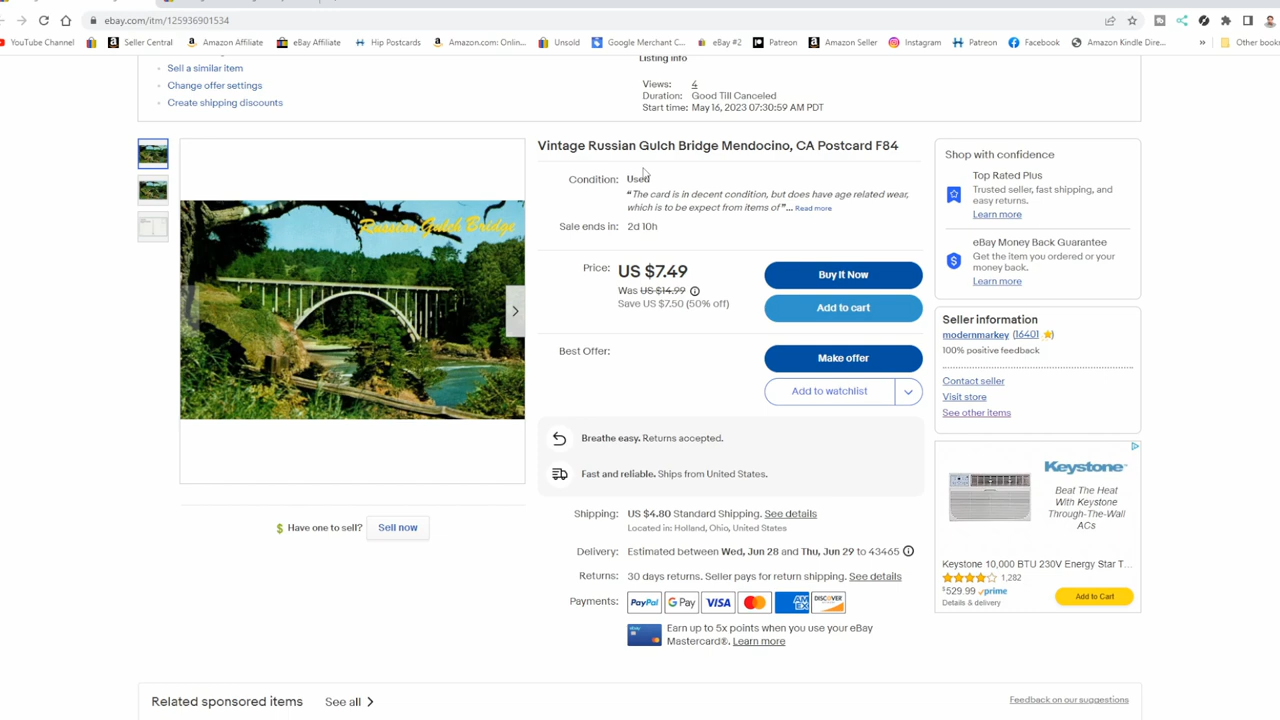 ebay.com/itm/125936901534
YouTube Channel
Seller Central
Amazon Affiliate
eBay Affiliate
Hip Postcards
Amazon.com: Onlin...
Unsold
Google Merchant C...
eBay #2
Patreon
Amazon Seller
Instagram
Patreon
Facebook
Amazon Kindle Dire...
»
Other book
Sell a similar item
Change offer settings
Create shipping discounts
Listing info
Views: 4
Duration: Good Till Canceled
Start time: May 16, 2023 07:30:59 AM PDT
Russian Gulch Bridge
Have one to sell? Sell now
Vintage Russian Gulch Bridge Mendocino, CA Postcard F84
Condition: Used
“The card is in decent condition, but does have age related wear,
which is to be expect from items of”... Read more
Sale ends in: 2d 10h
Price: US $7.49
Was US $14.99
Save US $7.50 (50% off)
Buy It Now
Add to cart
Best Offer:
Make offer
Add to watchlist
Breathe easy. Returns accepted.
Fast and reliable. Ships from United States.
Shipping: US $4.80 Standard Shipping. See details
Located in: Holland, Ohio, United States
Delivery: Estimated between Wed, Jun 28 and Thu, Jun 29 to 43465
Returns: 30 days returns. Seller pays for return shipping. See details
Payments: PayPal G Pay VISA AM EX DISCOVER
Earn up to 5x points when you use your eBay
Mastercard®. Learn more
Shop with confidence
Top Rated Plus
Trusted seller, fast shipping, and
easy returns.
Learn more
eBay Money Back Guarantee
Get the item you ordered or your
money back.
Learn more
Seller information
modernmarkey (1640)
100% positive feedback
Contact seller
Visit store
See other items
Keystone™
Beat The Heat
With Keystone
Through-The-Wall
ACs
Keystone 10,000 BTU 230V Energy Star T...
1,282
$529.99 prime
Details & delivery
Add to Cart
Related sponsored items See all
Feedback on our suggestions